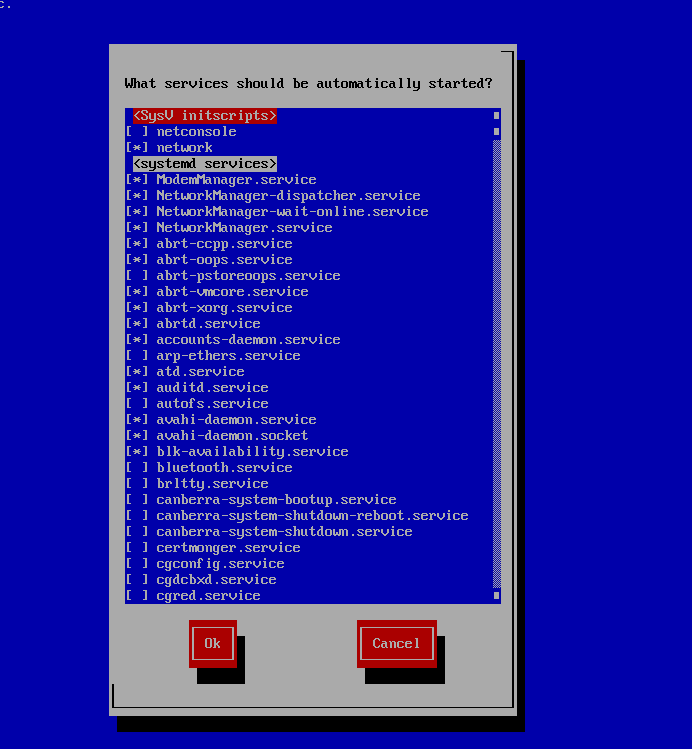 c.
What services should be automatically started?
<SysV initscripts>
[ ] netconsole
[*] network
<systemd services>
[*] ModemManager.service
[*] NetworkManager-dispatcher.service
[*] NetworkManager-wait-online.service
[*] NetworkManager.service
[*] abrt-ccpp.service
[*] abrt-oops.service
[ ] abrt-pstoreoops.service
[*] abrt-vmcore.service
[*] abrt-xorg.service
[*] abrtd.service
[*] accounts-daemon.service
[ ] arp-ethers.service
[*] atd.service
[*] auditd.service
[ ] autofs.service
[*] avahi-daemon.service
[*] avahi-daemon.socket
[*] blk-availability.service
[ ] bluetooth.service
[ ] brltty.service
[ ] canberra-system-bootup.service
[ ] canberra-system-shutdown-reboot.service
[ ] canberra-system-shutdown.service
[ ] certmonger.service
[ ] cgconfig.service
[ ] cgdcbxd.service
[ ] cgred.service
Ok Cancel